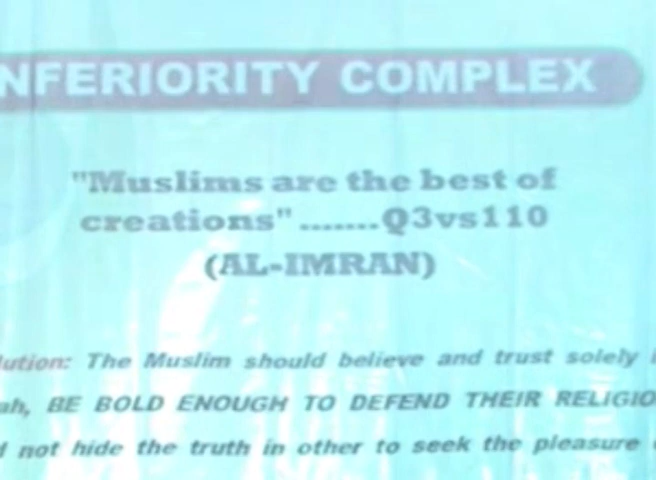 NFERIORITY COMPLEX
"Muslims are the best of
creations" .......Q3vs110
(AL-IMRAN)
lution: The Muslim should believe and trust solely
ah, BE BOLD ENOUGH TO DEFEND THEIR RELIGIO
d not hide the truth in other to seek the pleasure